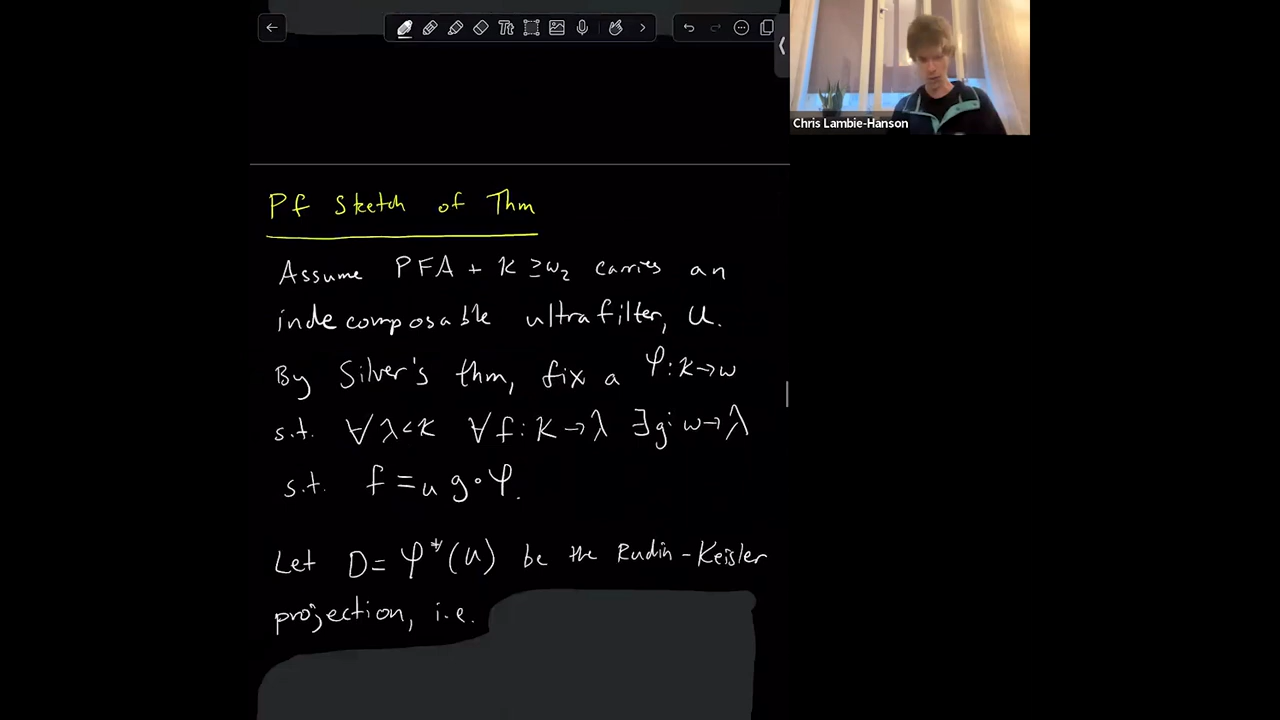 Tt
Chris Lambie-Hanson
Pf Sketch of Thm
Assume PFA + κ ≥ ω₂ carries an
indecomposable ultrafilter, U.
By Silver's thm, fix a φ: κ → ω
s.t. ∀ λ < κ ∀ f: κ → λ ∃ g: ω → λ
s.t. f =ᵤ g ∘ φ.
Let D = φ*(U) be the Rudin-Keisler
projection, i.e.